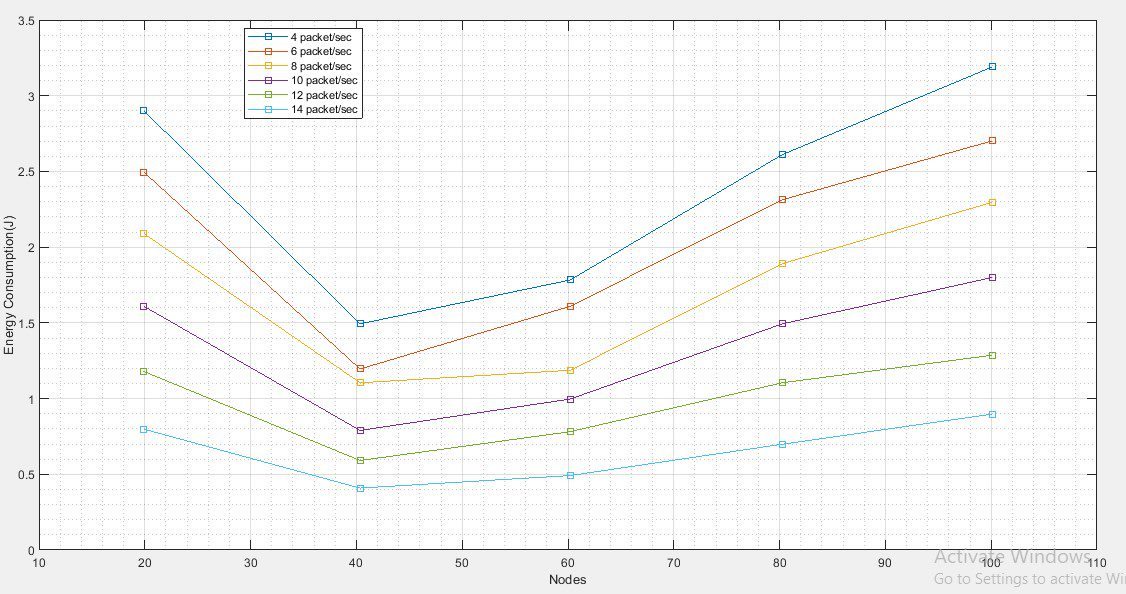 3.5
3
2.5
2
1.5
1
0.5
0
Energy Consumption(J)
4 packet/sec
6 packet/sec
8 packet/sec
10 packet/sec
12 packet/sec
14 packet/sec
10 20 30 40 50 60 70 80 90 100 110
Nodes
Activate Windows
Go to Settings to activate Wi